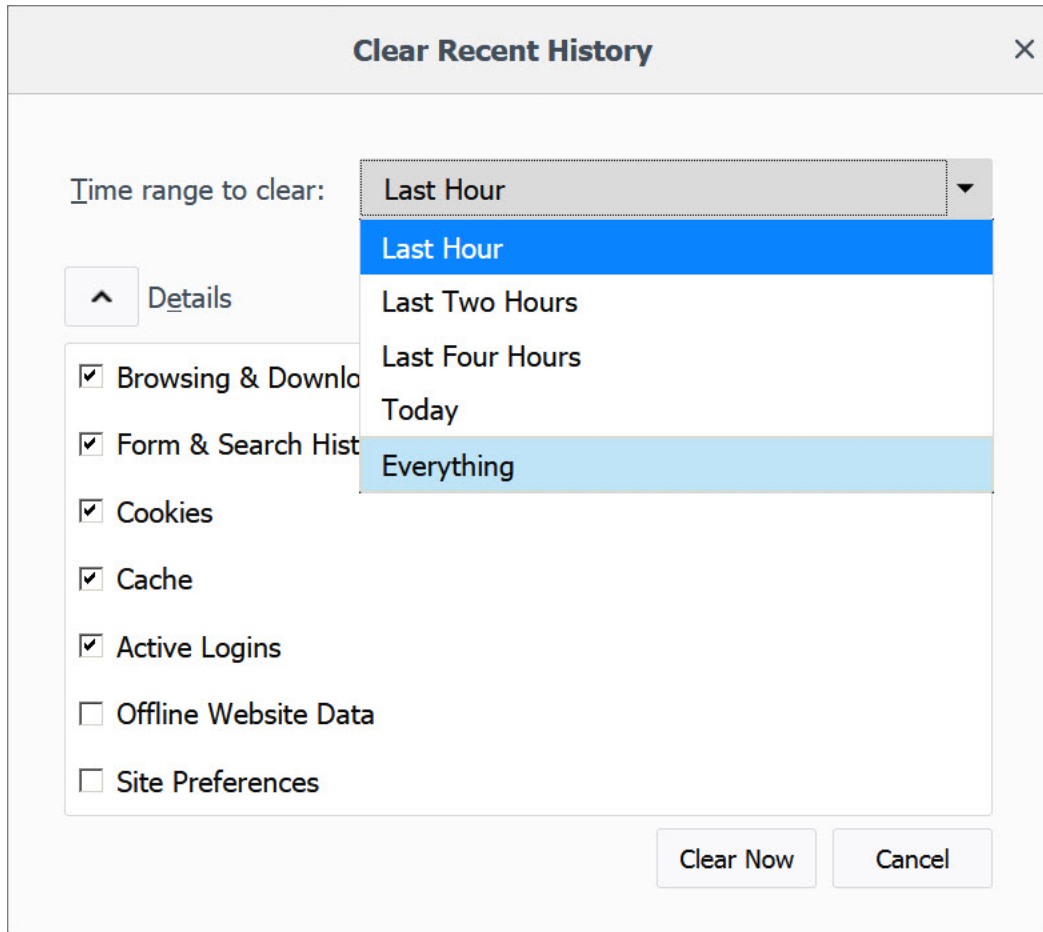 Clear Recent History
Time range to clear: Last Hour
Last Hour
Last Two Hours
Last Four Hours
Today
Everything
Details
Browsing & Downlo
Form & Search Hist
Cookies
Cache
Active Logins
Offline Website Data
Site Preferences
Clear Now Cancel